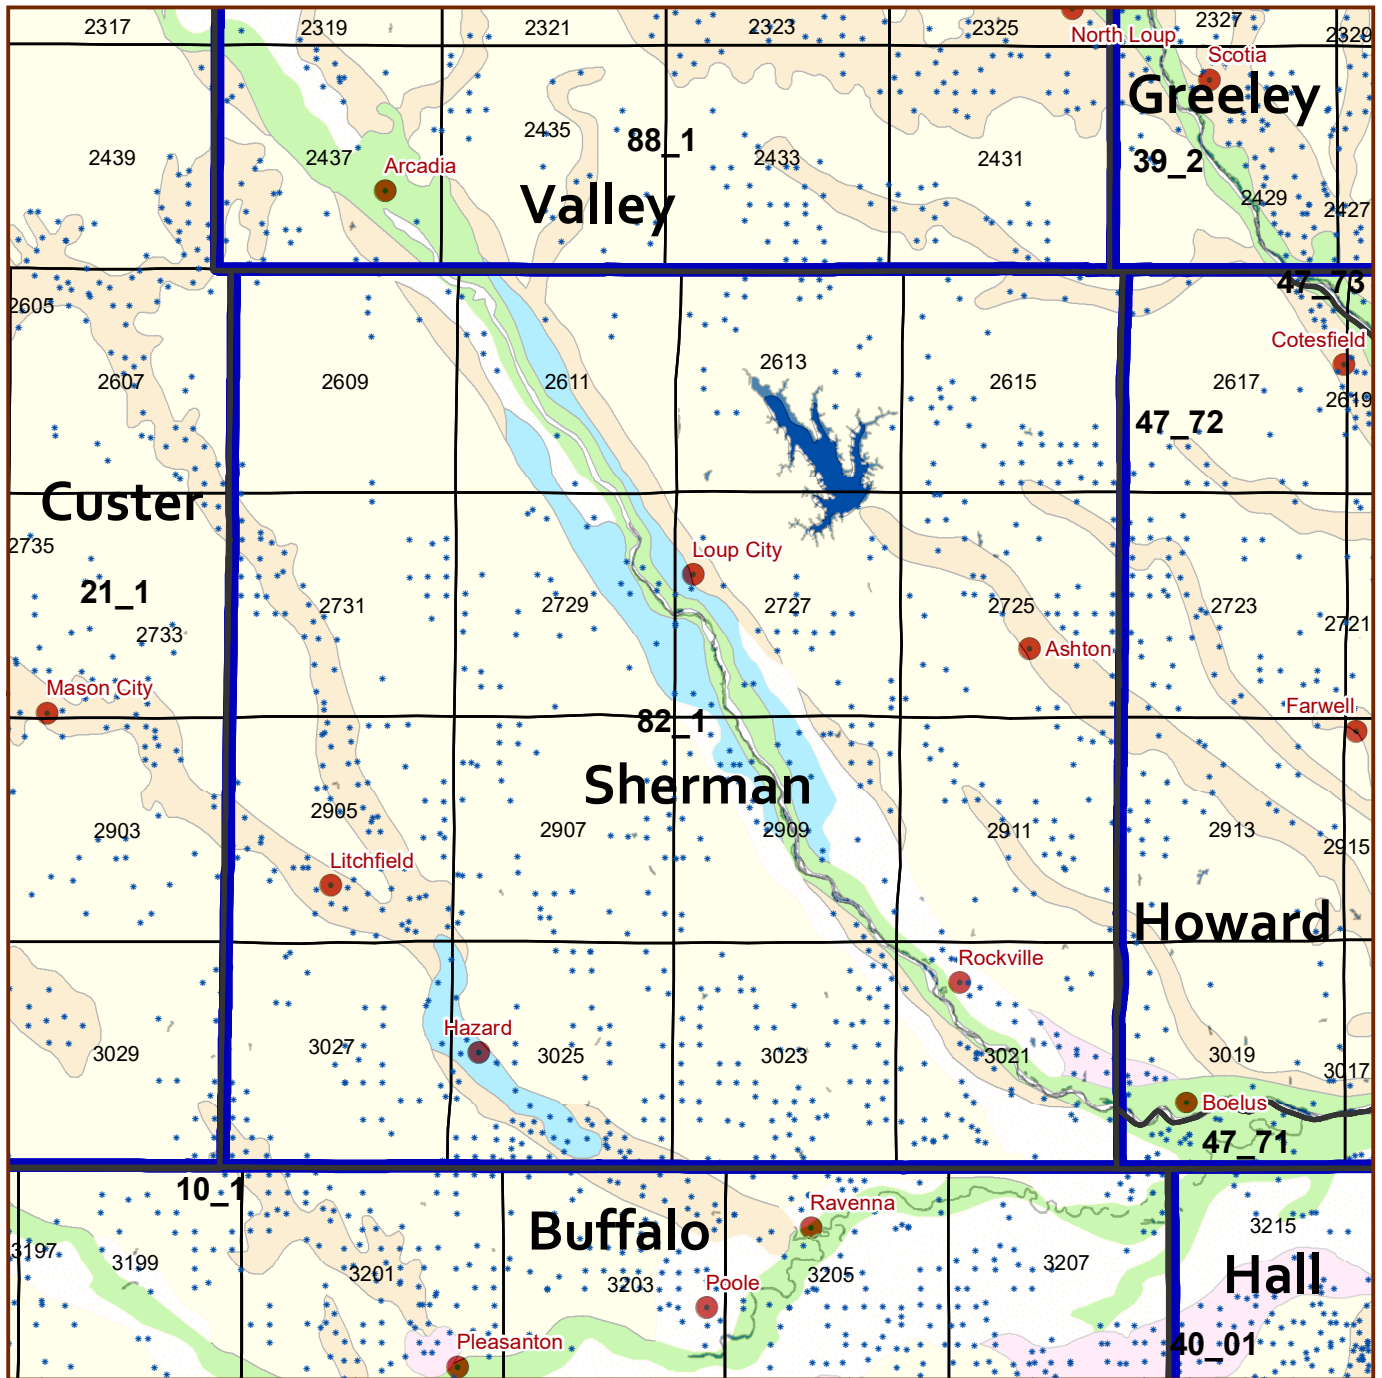 2317
2319
2321
2323
2325
2327
2329
North Loup
Scotia
Greeley
2439
2437
Arcadia
2435
88_1
2433
2431
39_2
Valley
2429
2427
47_73
2605
Cotesfield
2607
2609
2611
2613
2615
2617
2619
47_72
Custer
2735
Loup City
21_1
2733
2731
2729
2727
2725
2723
2721
Ashton
Mason City
Farwell
82_1
Sherman
2903
2905
2907
2909
2911
2913
2915
Litchfield
Howard
Rockville
Hazard
3029
3027
3025
3023
3021
3019
3017
Boelus
47_71
10_1
Ravenna
Buffalo
3215
3197
3199
3201
3203
3205
3207
Hall
Poole
Pleasanton
40_01